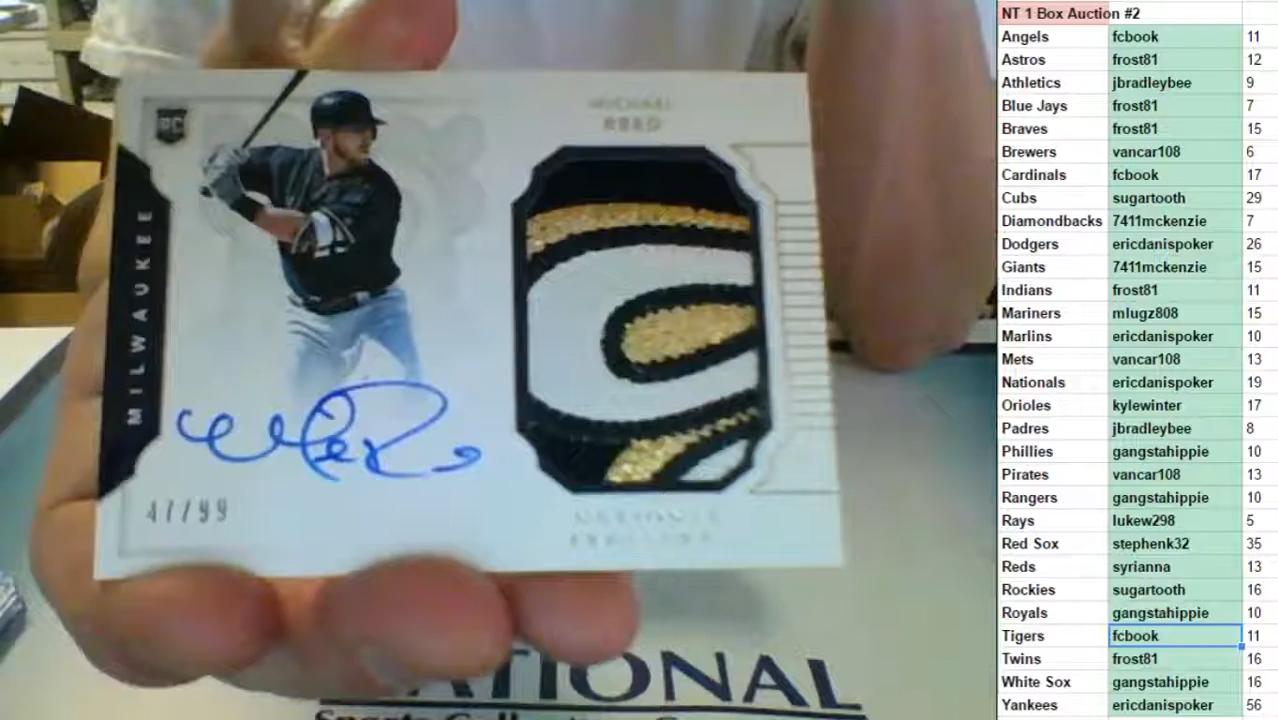 RC
MICHAEL
REED
MILWAUKEE
47/99
NATIONAL
NT 1 Box Auction #2
Angels fcbook 11
Astros frost81 12
Athletics jbradleybee 9
Blue Jays frost81 7
Braves frost81 15
Brewers vancar108 6
Cardinals fcbook 17
Cubs sugartooth 29
Diamondbacks 7411mckenzie 7
Dodgers ericdanispoker 26
Giants 7411mckenzie 15
Indians frost81 11
Mariners mlugz808 15
Marlins ericdanispoker 10
Mets vancar108 13
Nationals ericdanispoker 19
Orioles kylewinter 17
Padres jbradleybee 8
Phillies gangstahippie 10
Pirates vancar108 13
Rangers gangstahippie 10
Rays lukew298 5
Red Sox stephenk32 35
Reds syrianna 13
Rockies sugartooth 16
Royals gangstahippie 10
Tigers fcbook 11
Twins frost81 16
White Sox gangstahippie 16
Yankees ericdanispoker 56